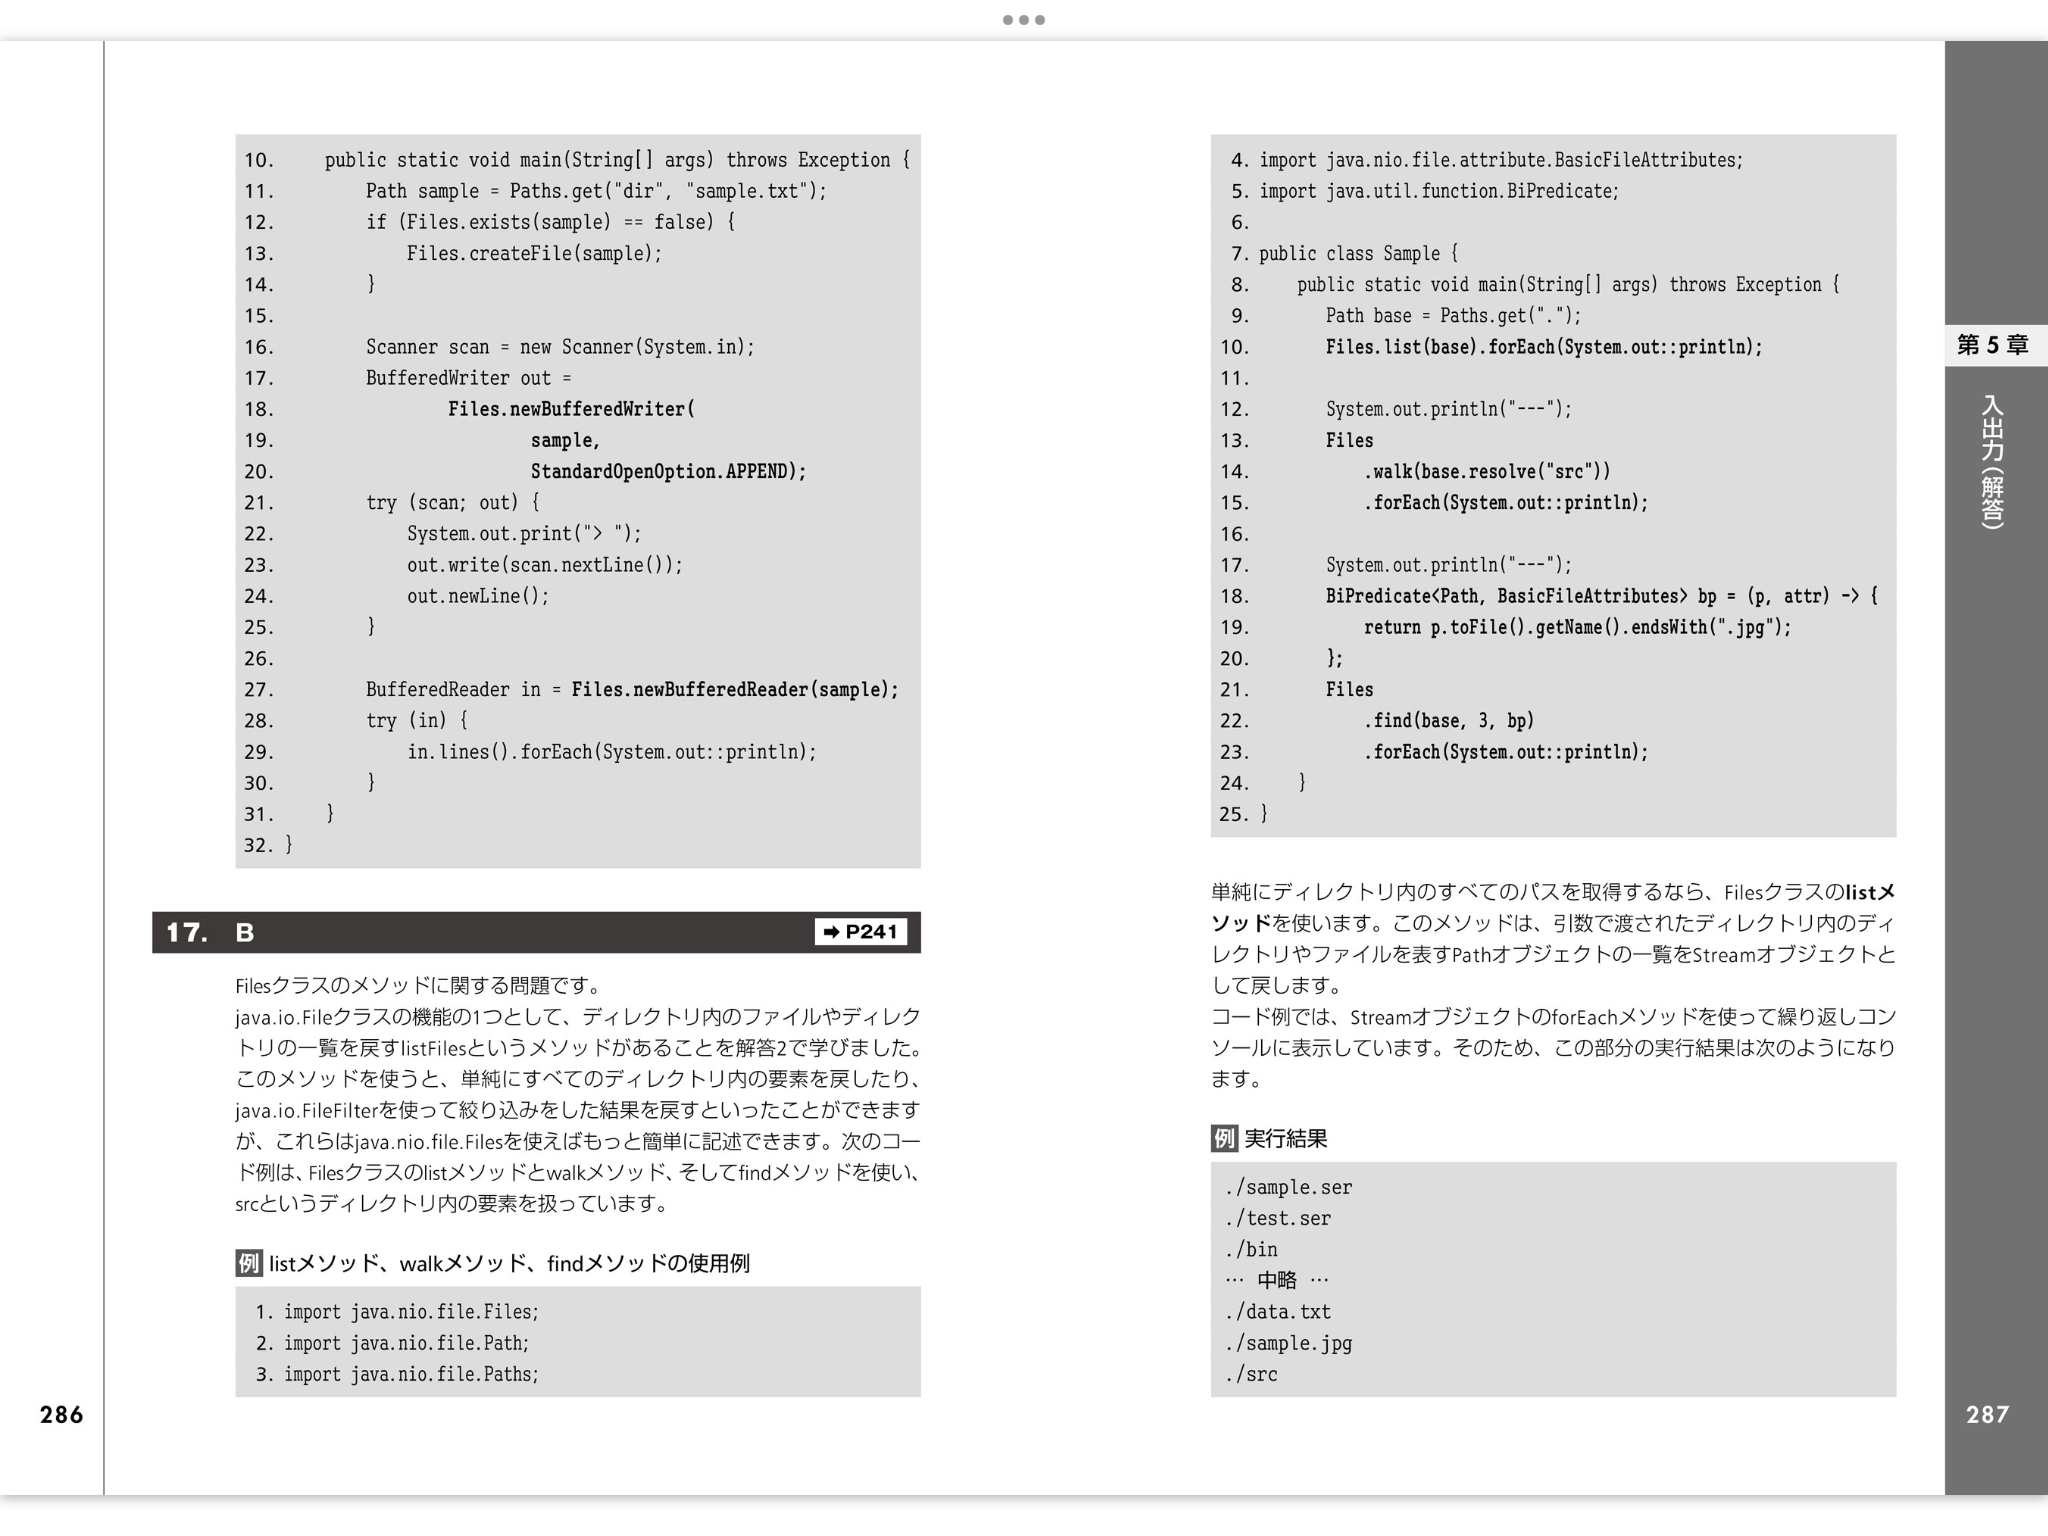 10.     public static void main(String[] args) throws Exception {
11.         Path sample = Paths.get("dir", "sample.txt");
12.         if (Files.exists(sample) == false) {
13.             Files.createFile(sample);
14.         }
15.
16.         Scanner scan = new Scanner(System.in);
17.         BufferedWriter out =
18.                 Files.newBufferedWriter(
19.                         sample,
20.                         StandardOpenOption.APPEND);
21.         try (scan; out) {
22.             System.out.print("> ");
23.             out.write(scan.nextLine());
24.             out.newLine();
25.         }
26.
27.         BufferedReader in = Files.newBufferedReader(sample);
28.         try (in) {
29.             in.lines().forEach(System.out::println);
30.         }
31.     }
32. }
17. B ➡ P241
Filesクラスのメソッドに関する問題です。
java.io.Fileクラスの機能の1つとして、ディレクトリ内のファイルやディレク
トリの一覧を戻すlistFilesというメソッドがあることを解答2で学びました。
このメソッドを使うと、単純にすべてのディレクトリ内の要素を戻したり、
java.io.FileFilterを使って絞り込みをした結果を戻すといったことができます
が、これらはjava.nio.file.Filesを使えばもっと簡単に記述できます。次のコー
ド例は、Filesクラスのlistメソッドとwalkメソッド、そしてfindメソッドを使い、
srcというディレクトリ内の要素を扱っています。
例 listメソッド、walkメソッド、findメソッドの使用例
1. import java.nio.file.Files;
2. import java.nio.file.Path;
3. import java.nio.file.Paths;
286
4. import java.nio.file.attribute.BasicFileAttributes;
5. import java.util.function.BiPredicate;
6.
7. public class Sample {
8.     public static void main(String[] args) throws Exception {
9.         Path base = Paths.get(".");
10.         Files.list(base).forEach(System.out::println);
11.
12.         System.out.println("---");
13.         Files
14.             .walk(base.resolve("src"))
15.             .forEach(System.out::println);
16.
17.         System.out.println("---");
18.         BiPredicate<Path, BasicFileAttributes> bp = (p, attr) -> {
19.             return p.toFile().getName().endsWith(".jpg");
20.         };
21.         Files
22.             .find(base, 3, bp)
23.             .forEach(System.out::println);
24.     }
25. }
単純にディレクトリ内のすべてのパスを取得するなら、Filesクラスのlistメ
ソッドを使います。このメソッドは、引数で渡されたディレクトリ内のディ
レクトリやファイルを表すPathオブジェクトの一覧をStreamオブジェクトと
して戻します。
コード例では、StreamオブジェクトのforEachメソッドを使って繰り返しコン
ソールに表示しています。そのため、この部分の実行結果は次のようになり
ます。
例 実行結果
./sample.ser
./test.ser
./bin
… 中略 …
./data.txt
./sample.jpg
./src
第5章
入出力（解答）
287